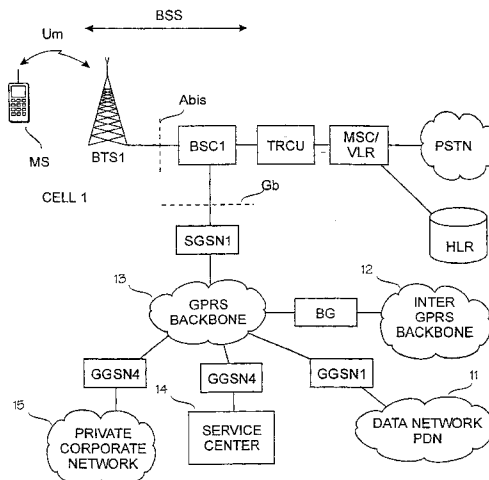 BSS
Um
Abis
MS
BTS1
BSC1
TRCU
MSC/
VLR
PSTN
CELL 1
Gb
HLR
SGSN1
13
GPRS
BACKBONE
BG
12
INTER
GPRS
BACKBONE
GGSN4
GGSN4
GGSN1
11
15
PRIVATE
CORPORATE
NETWORK
14
SERVICE
CENTER
DATA NETWORK
PDN